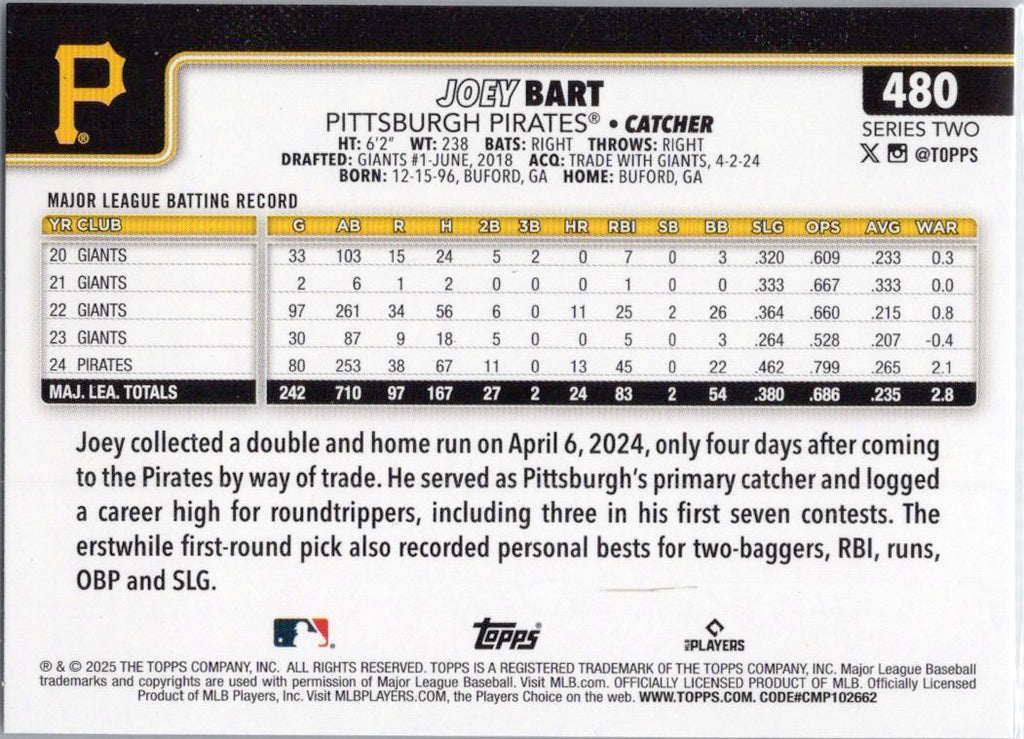 P®
JOEY BART
480
PITTSBURGH PIRATES® • CATCHER
SERIES TWO
HT: 6'2" WT: 238 BATS: RIGHT THROWS: RIGHT
@TOPPS
DRAFTED: GIANTS #1-JUNE, 2018 ACQ: TRADE WITH GIANTS, 4-2-24
BORN: 12-15-96, BUFORD, GA HOME: BUFORD, GA
MAJOR LEAGUE BATTING RECORD
YR CLUB G AB R H 2B 3B HR RBI SB BB SLG OPS AVG WAR
20 GIANTS 33 103 15 24 5 2 0 7 0 3 .320 .609 .233 0.3
21 GIANTS 2 6 1 2 0 0 0 1 0 0 .333 .667 .333 0.0
22 GIANTS 97 261 34 56 6 0 11 25 2 26 .364 .660 .215 0.8
23 GIANTS 30 87 9 18 5 0 0 5 0 3 .264 .528 .207 -0.4
24 PIRATES 80 253 38 67 11 0 13 45 0 22 .462 .799 .265 2.1
MAJ. LEA. TOTALS 242 710 97 167 27 2 24 83 2 54 .380 .686 .235 2.8
Joey collected a double and home run on April 6, 2024, only four days after coming
to the Pirates by way of trade. He served as Pittsburgh's primary catcher and logged
a career high for roundtrippers, including three in his first seven contests. The
erstwhile first-round pick also recorded personal bests for two-baggers, RBI, runs,
OBP and SLG.
Topps®
MLB PLAYERS
® & © 2025 THE TOPPS COMPANY, INC. ALL RIGHTS RESERVED. TOPPS IS A REGISTERED TRADEMARK OF THE TOPPS COMPANY, INC. Major League Baseball
trademarks and copyrights are used with permission of Major League Baseball. Visit MLB.com. OFFICIALLY LICENSED PRODUCT OF MLB. Officially Licensed
Product of MLB Players, Inc. Visit MLBPLAYERS.COM, the Players Choice on the web. WWW.TOPPS.COM. CODE#CMP102662